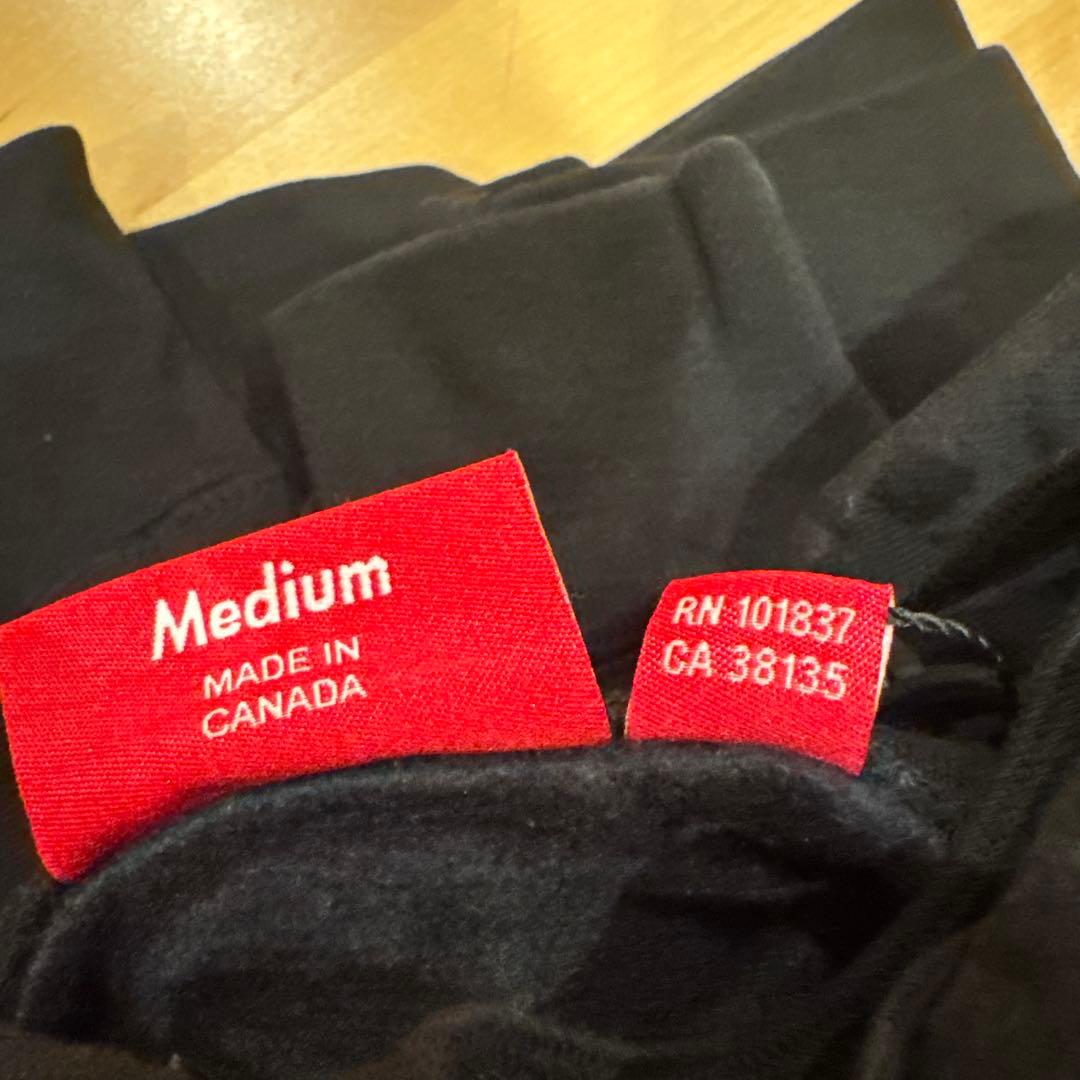 Medium
MADE IN
CANADA
RN 101837
CA 38135